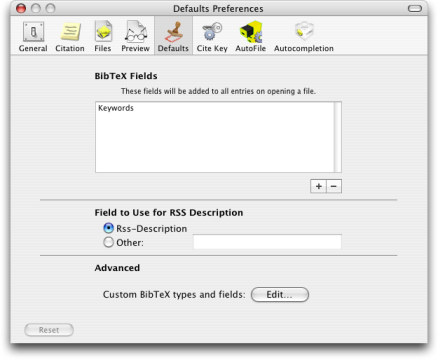 Defaults Preferences
General Citation Files Preview Defaults Cite Key AutoFile Autocompletion
BibTeX Fields
These fields will be added to all entries on opening a file.
Keywords
+ −
Field to Use for RSS Description
Rss-Description
Other:
Advanced
Custom BibTeX types and fields: Edit...
Reset